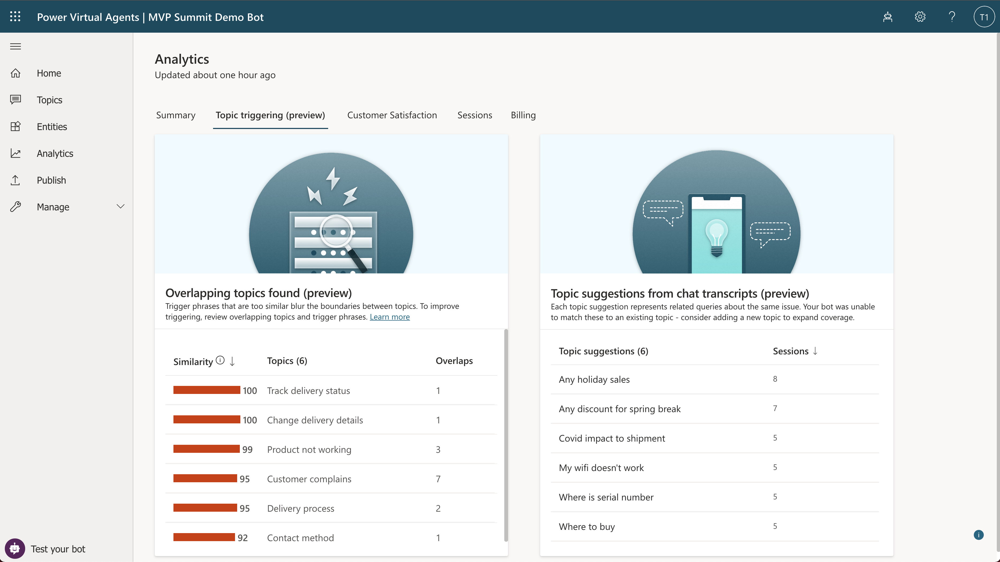 Power Virtual Agents | MVP Summit Demo Bot
T1
Home
Topics
Entities
Analytics
Publish
Manage
Test your bot
Analytics
Updated about one hour ago
Summary
Topic triggering (preview)
Customer Satisfaction
Sessions
Billing
Overlapping topics found (preview)
Trigger phrases that are too similar blur the boundaries between topics. To improve
triggering, review overlapping topics and trigger phrases. Learn more
Similarity Topics (6) Overlaps
100 Track delivery status 1
100 Change delivery details 1
99 Product not working 3
95 Customer complains 7
95 Delivery process 2
92 Contact method 1
Topic suggestions from chat transcripts (preview)
Each topic suggestion represents related queries about the same issue. Your bot was unable
to match these to an existing topic - consider adding a new topic to expand coverage.
Topic suggestions (6) Sessions
Any holiday sales 8
Any discount for spring break 7
Covid impact to shipment 5
My wifi doesn't work 5
Where is serial number 5
Where to buy 5